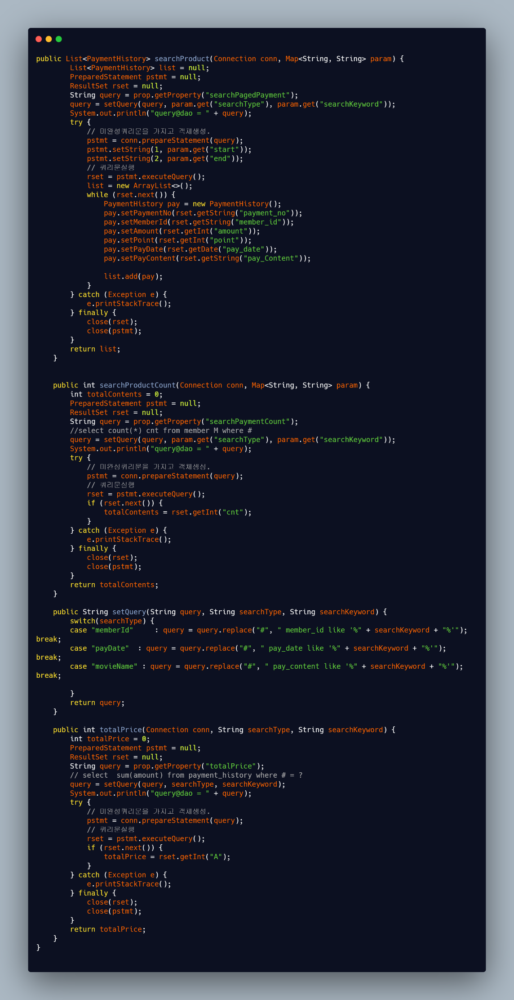 public List<PaymentHistory> searchProduct(Connection conn, Map<String, String> param) {
        List<PaymentHistory> list = null;
        PreparedStatement pstmt = null;
        ResultSet rset = null;
        String query = prop.getProperty("searchPagedPayment");
        query = setQuery(query, param.get("searchType"), param.get("searchKeyword"));
        System.out.println("query@dao = " + query);
        try {
            // 미완성쿼리문을 가지고 객체생성.
            pstmt = conn.prepareStatement(query);
            pstmt.setString(1, param.get("start"));
            pstmt.setString(2, param.get("end"));
            // 쿼리문실행
            rset = pstmt.executeQuery();
            list = new ArrayList<>();
            while (rset.next()) {
                PaymentHistory pay = new PaymentHistory();
                pay.setPaymentNo(rset.getString("payment_no"));
                pay.setMemberId(rset.getString("member_id"));
                pay.setAmount(rset.getInt("amount"));
                pay.setPoint(rset.getInt("point"));
                pay.setPayDate(rset.getDate("pay_date"));
                pay.setPayContent(rset.getString("pay_Content"));

                list.add(pay);
            }
        } catch (Exception e) {
            e.printStackTrace();
        } finally {
            close(rset);
            close(pstmt);
        }
        return list;
    }


    public int searchProductCount(Connection conn, Map<String, String> param) {
        int totalContents = 0;
        PreparedStatement pstmt = null;
        ResultSet rset = null;
        String query = prop.getProperty("searchPaymentCount");
        //select count(*) cnt from member M where #
        query = setQuery(query, param.get("searchType"), param.get("searchKeyword"));
        System.out.println("query@dao = " + query);
        try {
            // 미완성쿼리문을 가지고 객체생성.
            pstmt = conn.prepareStatement(query);
            // 쿼리문실행
            rset = pstmt.executeQuery();
            if (rset.next()) {
                totalContents = rset.getInt("cnt");
            }
        } catch (Exception e) {
            e.printStackTrace();
        } finally {
            close(rset);
            close(pstmt);
        }
        return totalContents;
    }

    public String setQuery(String query, String searchType, String searchKeyword) {
        switch(searchType) {
        case "memberId"     : query = query.replace("#", " member_id like '%" + searchKeyword + "%'");
break;
        case "payDate"  : query = query.replace("#", " pay_date like '%" + searchKeyword + "%'");
break;
        case "movieName" : query = query.replace("#", " pay_content like '%" + searchKeyword + "%'");
break;

        }
        return query;
    }

    public int totalPrice(Connection conn, String searchType, String searchKeyword) {
        int totalPrice = 0;
        PreparedStatement pstmt = null;
        ResultSet rset = null;
        String query = prop.getProperty("totalPrice");
        // select  sum(amount) from payment_history where # = ?
        query = setQuery(query, searchType, searchKeyword);
        System.out.println("query@dao = " + query);
        try {
            // 미완성쿼리문을 가지고 객체생성.
            pstmt = conn.prepareStatement(query);
            // 쿼리문실행
            rset = pstmt.executeQuery();
            if (rset.next()) {
                totalPrice = rset.getInt("A");
            }
        } catch (Exception e) {
            e.printStackTrace();
        } finally {
            close(rset);
            close(pstmt);
        }
        return totalPrice;
    }
}